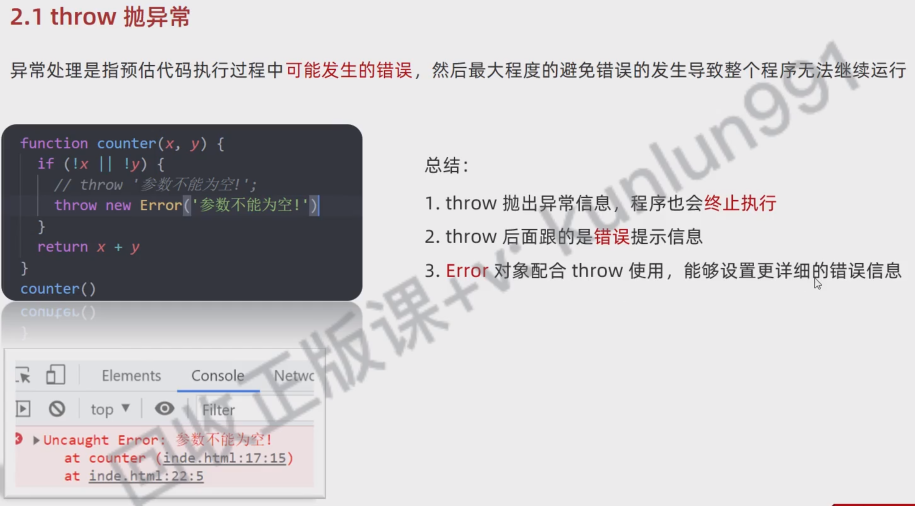 2.1 throw 抛异常
异常处理是指预估代码执行过程中可能发生的错误，然后最大程度的避免错误的发生导致整个程序无法继续运行
function counter(x, y) {
if (!x || !y) {
// throw '参数不能为空!';
throw new Error('参数不能为空!')
}
return x + y
}
counter()
总结：
1. throw 抛出异常信息，程序也会终止执行
2. throw 后面跟的是错误提示信息
3. Error 对象配合 throw 使用，能够设置更详细的错误信息
Elements Console Netwo
top Filter
Uncaught Error: 参数不能为空!
at counter (inde.html:17:15)
at inde.html:22:5
回收正版课+v: kunlun991